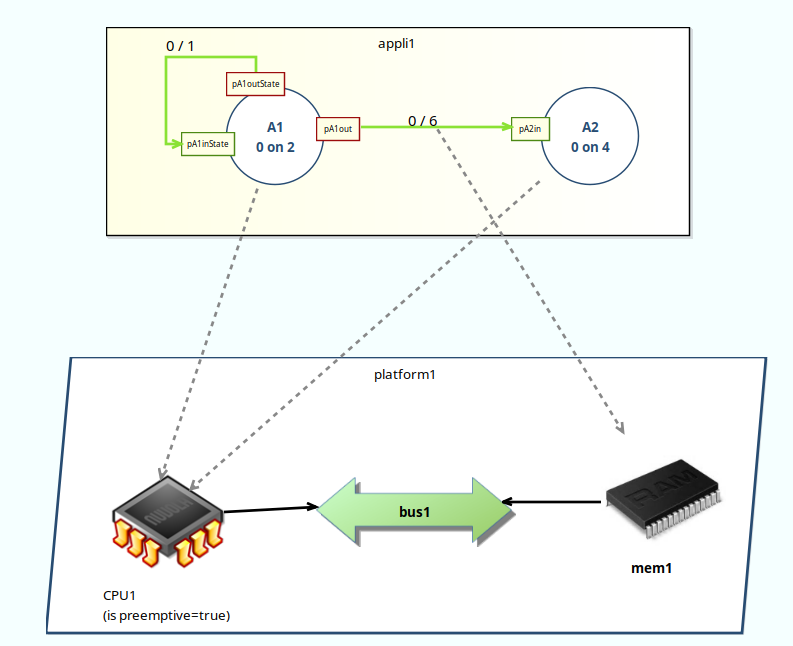 appli1
0 / 1
pA1outState
pA1inState
A1
0 on 2
pA1out
0 / 6
pA2in
A2
0 on 4
platform1
RAM
bus1
mem1
CPU1
(is preemptive=true)